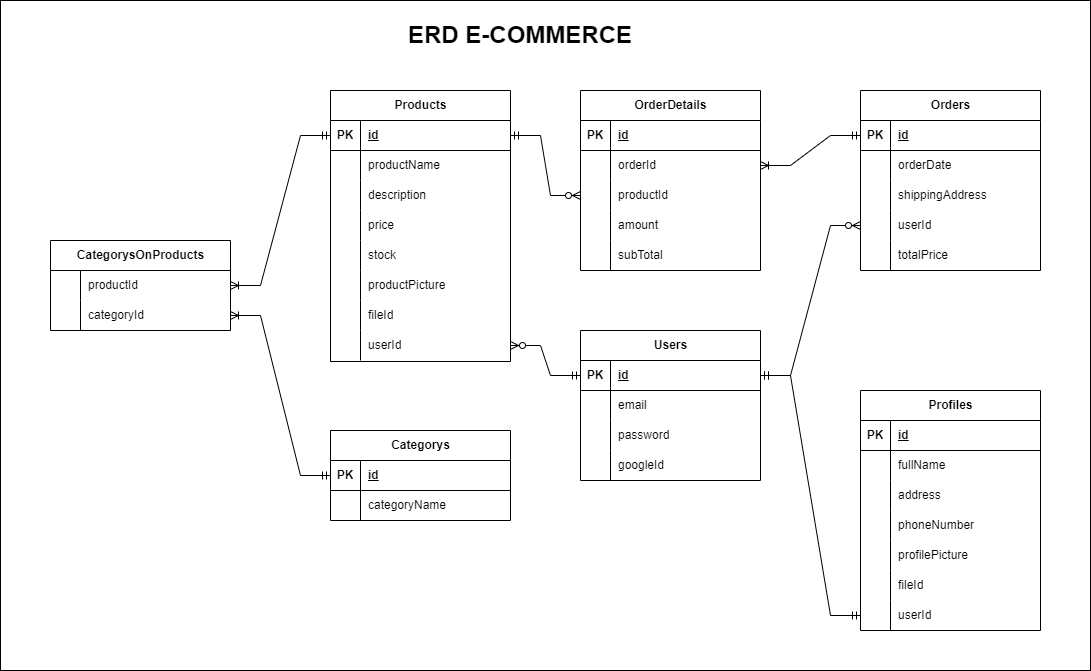 ERD E-COMMERCE
Products
PK id
productName
description
price
stock
productPicture
fileId
userId
OrderDetails
PK id
orderId
productId
amount
subTotal
Orders
PK id
orderDate
shippingAddress
userId
totalPrice
CategorysOnProducts
productId
categoryId
Users
PK id
email
password
googleId
Categorys
PK id
categoryName
Profiles
PK id
fullName
address
phoneNumber
profilePicture
fileId
userId